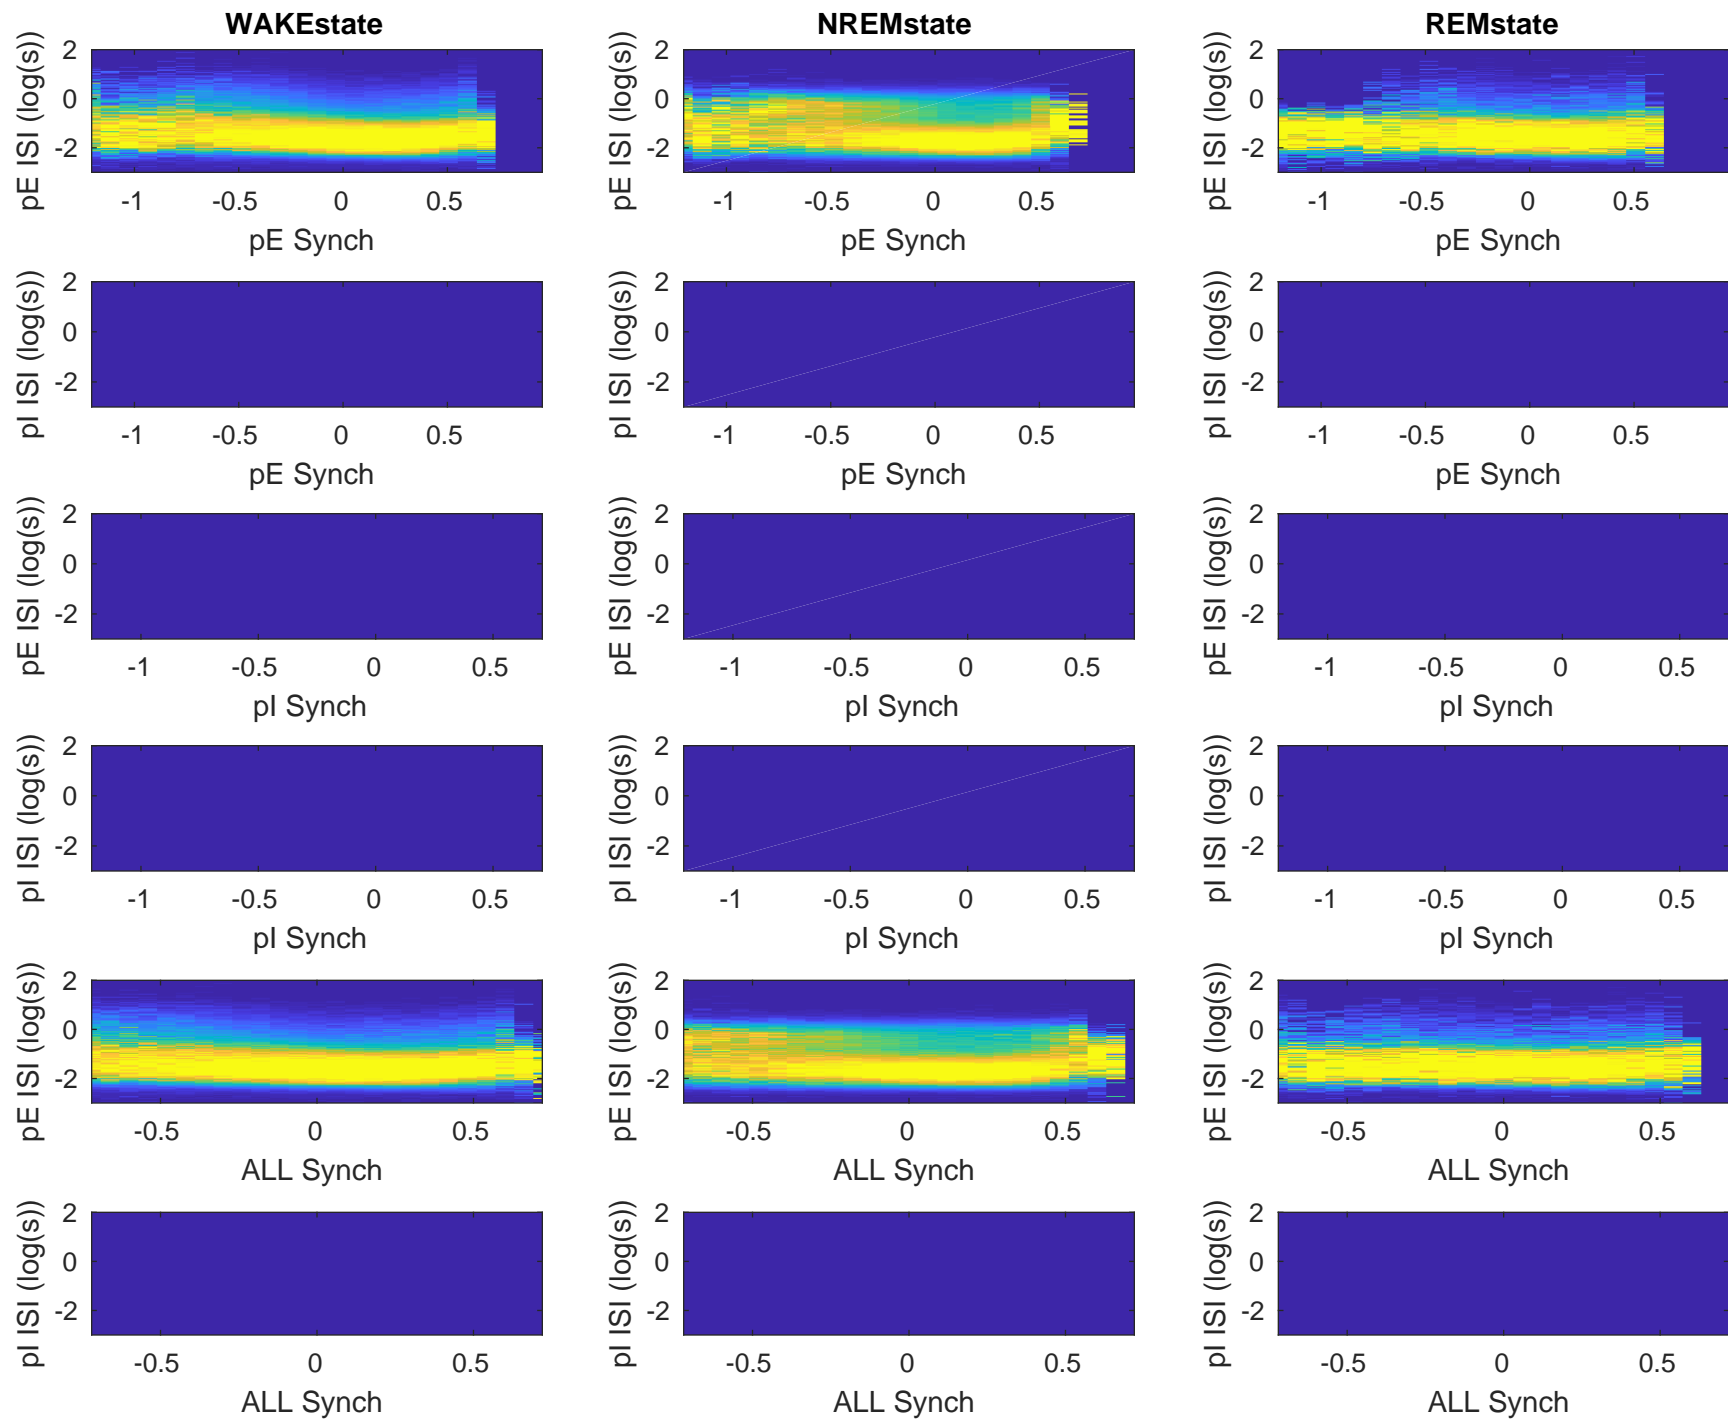 WAKEstate NREMstate REMstate
pE ISI (log(s)) 2 0 -2 pE ISI (log(s)) 2 0 -2 pE ISI (log(s)) 2 0 -2
-1 -0.5 0 0.5 -1 -0.5 0 0.5 -1 -0.5 0 0.5
pE Synch pE Synch pE Synch
pI ISI (log(s)) 2 0 -2 pI ISI (log(s)) 2 0 -2 pI ISI (log(s)) 2 0 -2
-1 -0.5 0 0.5 -1 -0.5 0 0.5 -1 -0.5 0 0.5
pE Synch pE Synch pE Synch
pE ISI (log(s)) 2 0 -2 pE ISI (log(s)) 2 0 -2 pE ISI (log(s)) 2 0 -2
-1 -0.5 0 0.5 -1 -0.5 0 0.5 -1 -0.5 0 0.5
pI Synch pI Synch pI Synch
pI ISI (log(s)) 2 0 -2 pI ISI (log(s)) 2 0 -2 pI ISI (log(s)) 2 0 -2
-1 -0.5 0 0.5 -1 -0.5 0 0.5 -1 -0.5 0 0.5
pI Synch pI Synch pI Synch
pE ISI (log(s)) 2 0 -2 pE ISI (log(s)) 2 0 -2 pE ISI (log(s)) 2 0 -2
-0.5 0 0.5 -0.5 0 0.5 -0.5 0 0.5
ALL Synch ALL Synch ALL Synch
pI ISI (log(s)) 2 0 -2 pI ISI (log(s)) 2 0 -2 pI ISI (log(s)) 2 0 -2
-0.5 0 0.5 -0.5 0 0.5 -0.5 0 0.5
ALL Synch ALL Synch ALL Synch